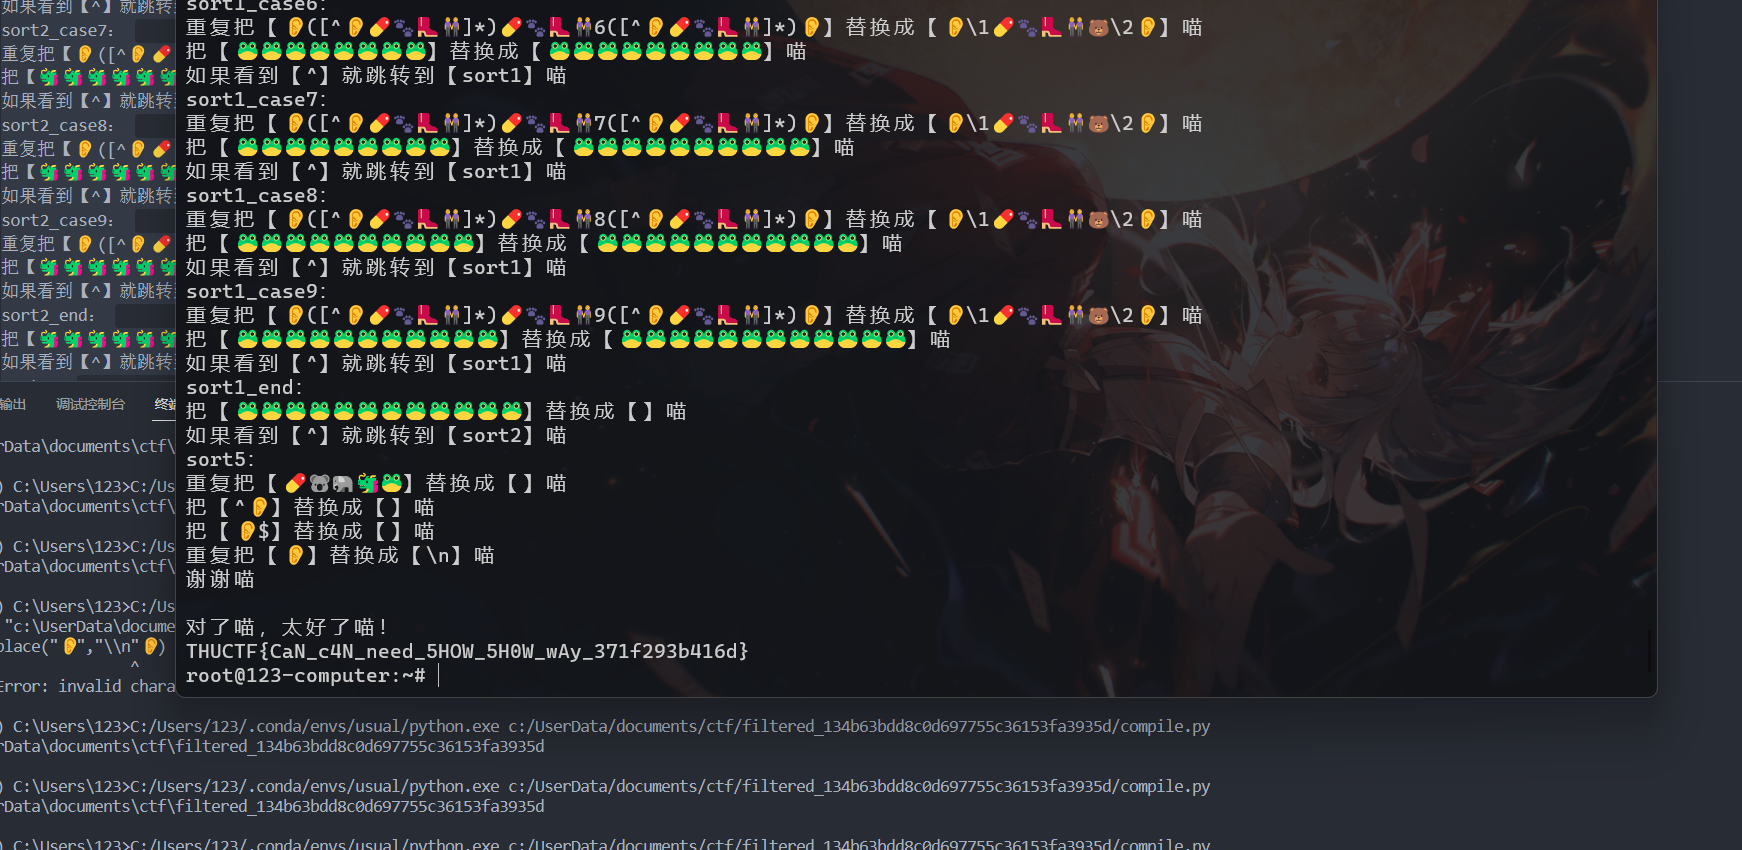 如果看到【^】就跳转
sort2_case7:
重复把【👂([^👂💊
把【🐲🐲🐲🐲🐲🐲
如果看到【^】就跳转
sort2_case8:
重复把【👂([^👂💊
把【🐲🐲🐲🐲🐲🐲
如果看到【^】就跳转
sort2_case9:
重复把【👂([^👂💊
把【🐲🐲🐲🐲🐲🐲
如果看到【^】就跳转
sort2_end:
把【🐲🐲🐲🐲🐲🐲
如果看到【^】就跳转
sort1_case6:
重复把【👂([^👂💊🐾👢👬]*)💊🐾👢👬6([^👂💊🐾👢👬]*)👂】替换成【👂\1💊🐾👢👬🐻\2👂】喵
把【🐸🐸🐸🐸🐸🐸🐸🐸】替换成【🐸🐸🐸🐸🐸🐸🐸🐸🐸】喵
如果看到【^】就跳转到【sort1】喵
sort1_case7:
重复把【👂([^👂💊🐾👢👬]*)💊🐾👢👬7([^👂💊🐾👢👬]*)👂】替换成【👂\1💊🐾👢👬🐻\2👂】喵
把【🐸🐸🐸🐸🐸🐸🐸🐸🐸】替换成【🐸🐸🐸🐸🐸🐸🐸🐸🐸🐸】喵
如果看到【^】就跳转到【sort1】喵
sort1_case8:
重复把【👂([^👂💊🐾👢👬]*)💊🐾👢👬8([^👂💊🐾👢👬]*)👂】替换成【👂\1💊🐾👢👬🐻\2👂】喵
把【🐸🐸🐸🐸🐸🐸🐸🐸🐸🐸】替换成【🐸🐸🐸🐸🐸🐸🐸🐸🐸🐸🐸】喵
如果看到【^】就跳转到【sort1】喵
sort1_case9:
重复把【👂([^👂💊🐾👢👬]*)💊🐾👢👬9([^👂💊🐾👢👬]*)👂】替换成【👂\1💊🐾👢👬🐻\2👂】喵
把【🐸🐸🐸🐸🐸🐸🐸🐸🐸🐸🐸】替换成【🐸🐸🐸🐸🐸🐸🐸🐸🐸🐸🐸🐸】喵
如果看到【^】就跳转到【sort1】喵
sort1_end:
把【🐸🐸🐸🐸🐸🐸🐸🐸🐸🐸🐸🐸】替换成【】喵
如果看到【^】就跳转到【sort2】喵
sort5:
重复把【💊🐨🐘🐲🐸】替换成【】喵
把【^👂】替换成【】喵
把【👂$】替换成【】喵
重复把【👂】替换成【\n】喵
谢谢喵
对了喵，太好了喵！
THUCTF{CaN_c4N_need_5HOW_5H0W_wAy_371f293b416d}
root@123-computer:~#
输出 调试控制台 终端
rData\documents\ctf\
) C:\Users\123>C:/Us
rData\documents\ctf\
) C:\Users\123>C:/Us
rData\documents\ctf\
) C:\Users\123>C:/Us
"c:\UserData\docume
place("👂","\\n"👂)
^
Error: invalid chara
) C:\Users\123>C:/Users/123/.conda/envs/usual/python.exe c:/UserData/documents/ctf/filtered_134b63bdd8c0d697755c36153fa3935d/compile.py
rData\documents\ctf\filtered_134b63bdd8c0d697755c36153fa3935d
) C:\Users\123>C:/Users/123/.conda/envs/usual/python.exe c:/UserData/documents/ctf/filtered_134b63bdd8c0d697755c36153fa3935d/compile.py
rData\documents\ctf\filtered_134b63bdd8c0d697755c36153fa3935d
) C:\Users\123>C:/Users/123/.conda/envs/usual/python.exe c:/UserData/documents/ctf/filtered_134b63bdd8c0d697755c36153fa3935d/compile.py